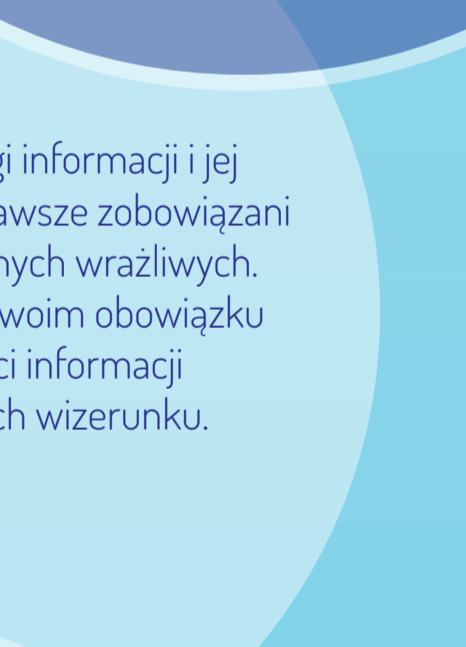 gi informacji i jej
awsze zobowiązani
nych wrażliwych.
woim obowiązku
ci informacji
ch wizerunku.